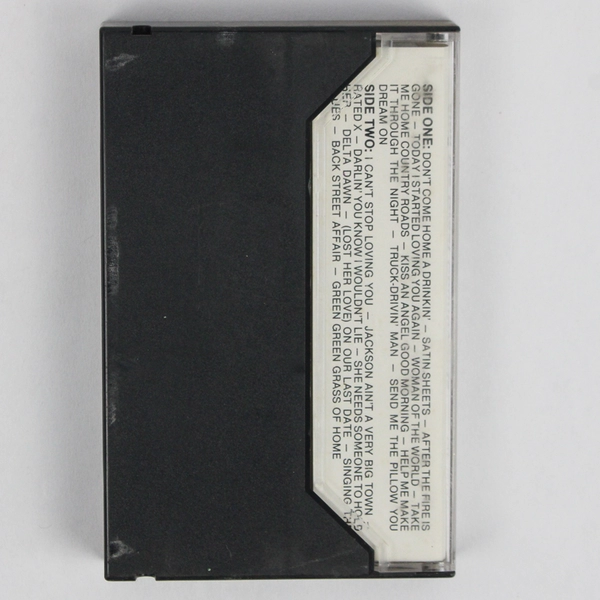 SIDE ONE: DON'T COME HOME A DRINKIN' – SATIN SHEETS – AFTER THE FIRE IS
GONE – TODAY I STARTED LOVING YOU AGAIN – WOMAN OF THE WORLD – TAKE
ME HOME COUNTRY ROADS – KISS AN ANGEL GOOD MORNING – HELP ME MAKE
IT THROUGH THE NIGHT – TRUCK-DRIVIN' MAN – SEND ME THE PILLOW YOU
DREAM ON
SIDE TWO: I CAN'T STOP LOVING YOU – JACKSON AIN'T A VERY BIG TOWN –
RATED X – DARLIN' YOU KNOW I WOULDN'T LIE – SHE NEEDS SOMEONE TO HOLD
HER – DELTA DAWN – (LOST HER LOVE) ON OUR LAST DATE – SINGING THE
BLUES – BACK STREET AFFAIR – GREEN GREEN GRASS OF HOME